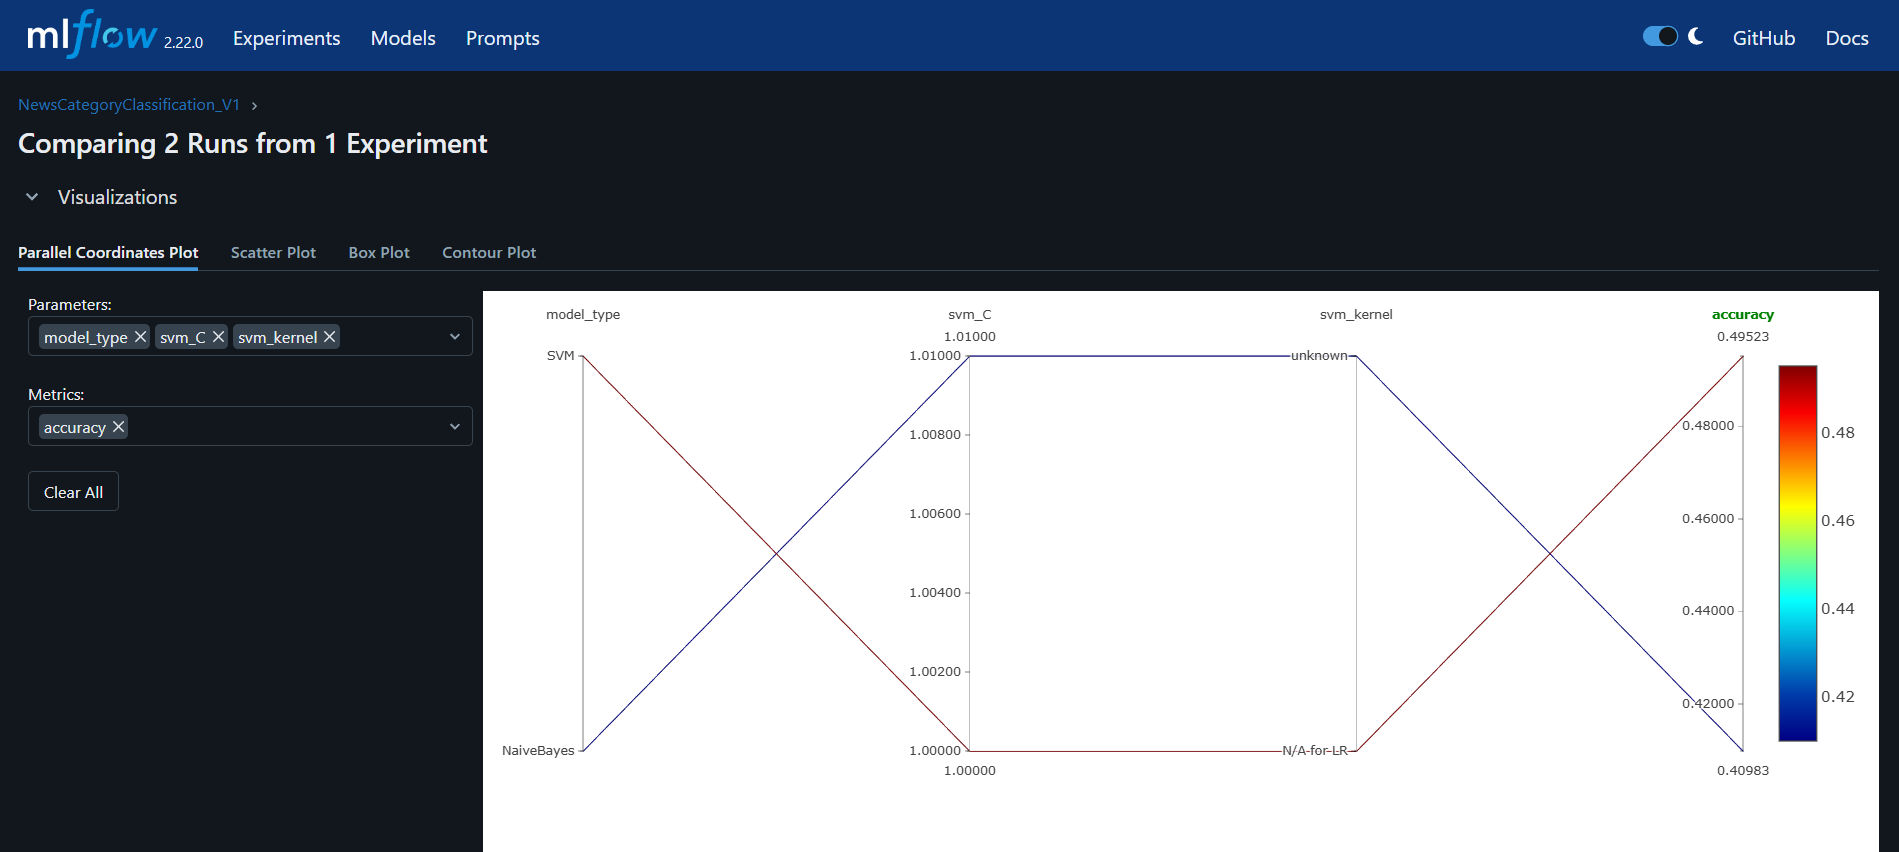 mlflow 2.22.0 Experiments Models Prompts GitHub Docs
NewsCategoryClassification_V1 ›
Comparing 2 Runs from 1 Experiment
Visualizations
Parallel Coordinates Plot Scatter Plot Box Plot Contour Plot
Parameters:
model_type svm_C svm_kernel
Metrics:
accuracy
Clear All
model_type svm_C svm_kernel accuracy
1.01000 0.49523
SVM 1.01000 unknown
1.00800 0.48000 0.48
1.00600 0.46000 0.46
1.00400 0.44000 0.44
1.00200 0.42000 0.42
NaiveBayes 1.00000 N/A-for-LR
1.00000 0.40983